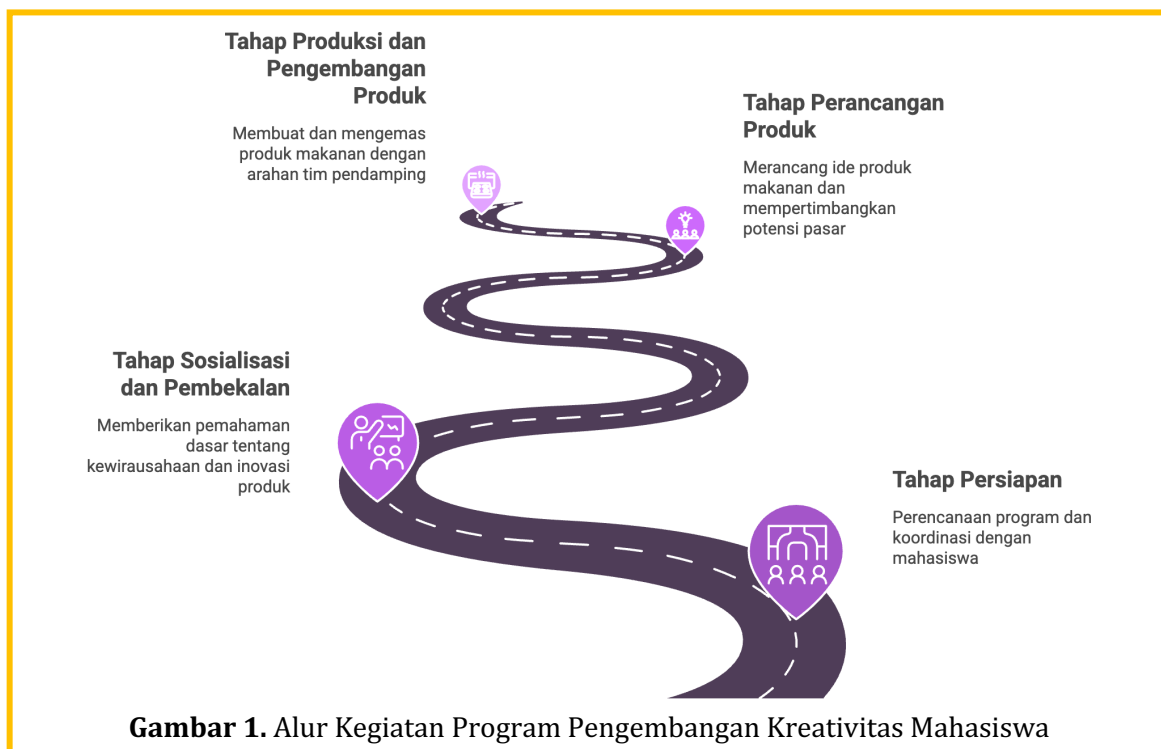 Tahap Produksi dan
Pengembangan
Produk
Membuat dan mengemas
produk makanan dengan
arahan tim pendamping
Tahap Perancangan
Produk
Merancang ide produk
makanan dan
mempertimbangkan
potensi pasar
Tahap Sosialisasi
dan Pembekalan
Memberikan pemahaman
dasar tentang
kewirausahaan dan inovasi
produk
Tahap Persiapan
Perencanaan program dan
koordinasi dengan
mahasiswa
Gambar 1. Alur Kegiatan Program Pengembangan Kreativitas Mahasiswa